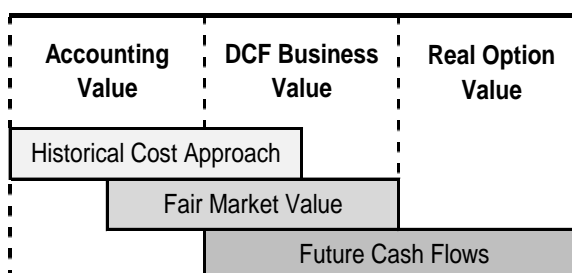 Accounting Value
DCF Business Value
Real Option Value
Historical Cost Approach
Fair Market Value
Future Cash Flows